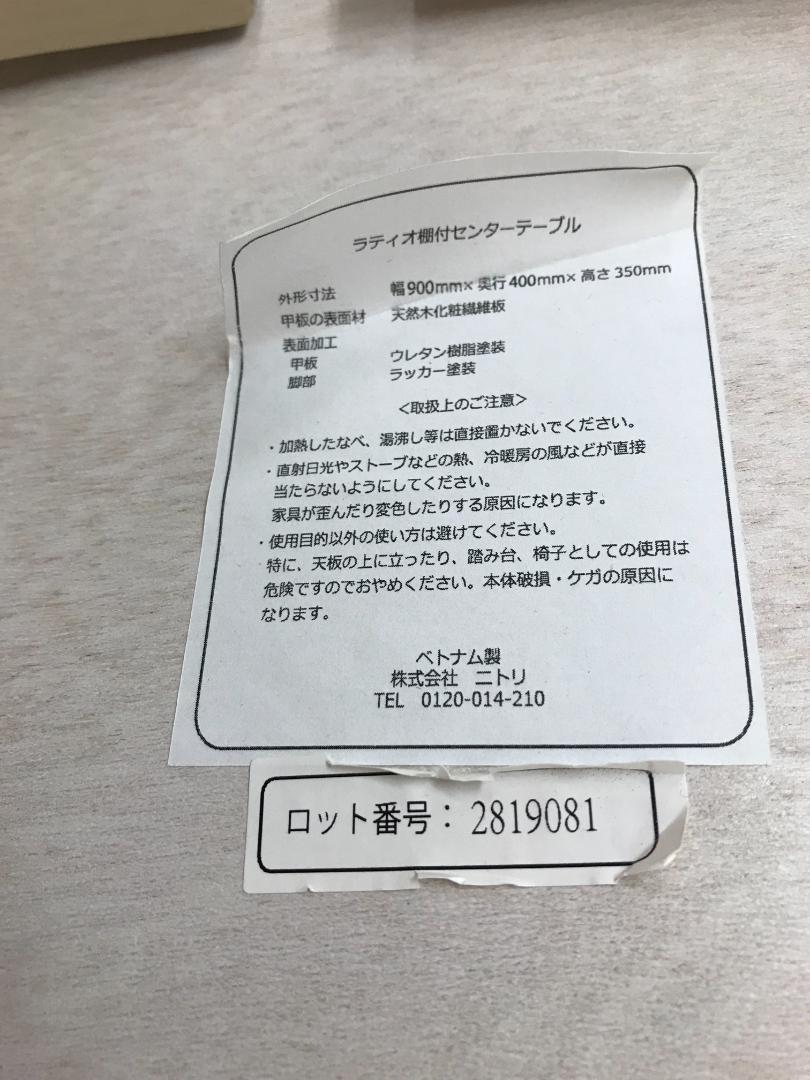 ラティオ棚付センターテーブル
外形寸法 幅900mm×奥行400mm×高さ350mm
甲板の表面材 天然木化粧繊維板
表面加工
甲板 ウレタン樹脂塗装
脚部 ラッカー塗装
<取扱上のご注意>
・加熱したなべ、湯沸し等は直接置かないでください。
・直射日光やストーブなどの熱、冷暖房の風などが直接
当たらないようにしてください。
家具が歪んだり変色したりする原因になります。
・使用目的以外の使い方は避けてください。
特に、天板の上に立ったり、踏み台、椅子としての使用は
危険ですのでおやめください。本体破損・ケガの原因に
なります。
ベトナム製
株式会社 ニトリ
TEL 0120-014-210
ロット番号：2819081